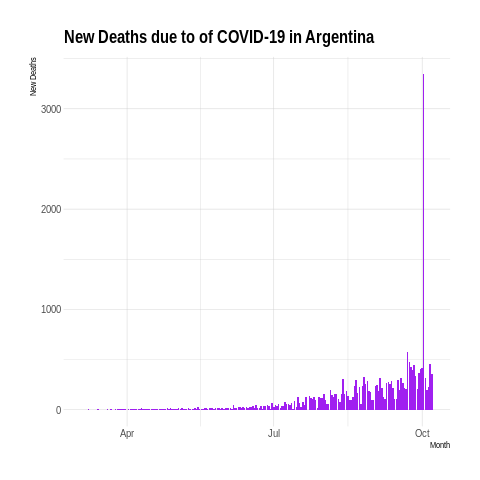 New Deaths due to of COVID-19 in Argentina
New Deaths
3000
2000
1000
0
Apr
Jul
Oct
Month